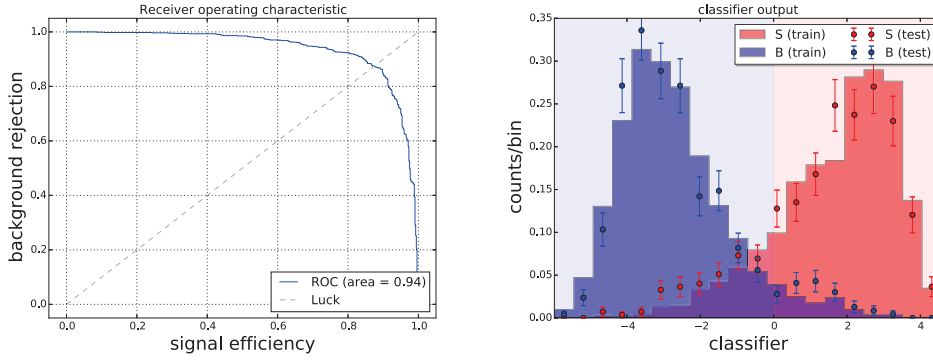 Receiver operating characteristic
1.0
0.8
0.6
0.4
0.2
0.0
0.0 0.2 0.4 0.6 0.8 1.0
background rejection
signal efficiency
ROC (area = 0.94)
Luck
classifier output
0.35
0.30
0.25
0.20
0.15
0.10
0.05
0.00
−4 −2 0 2 4
counts/bin
classifier
S (train) S (test)
B (train) B (test)